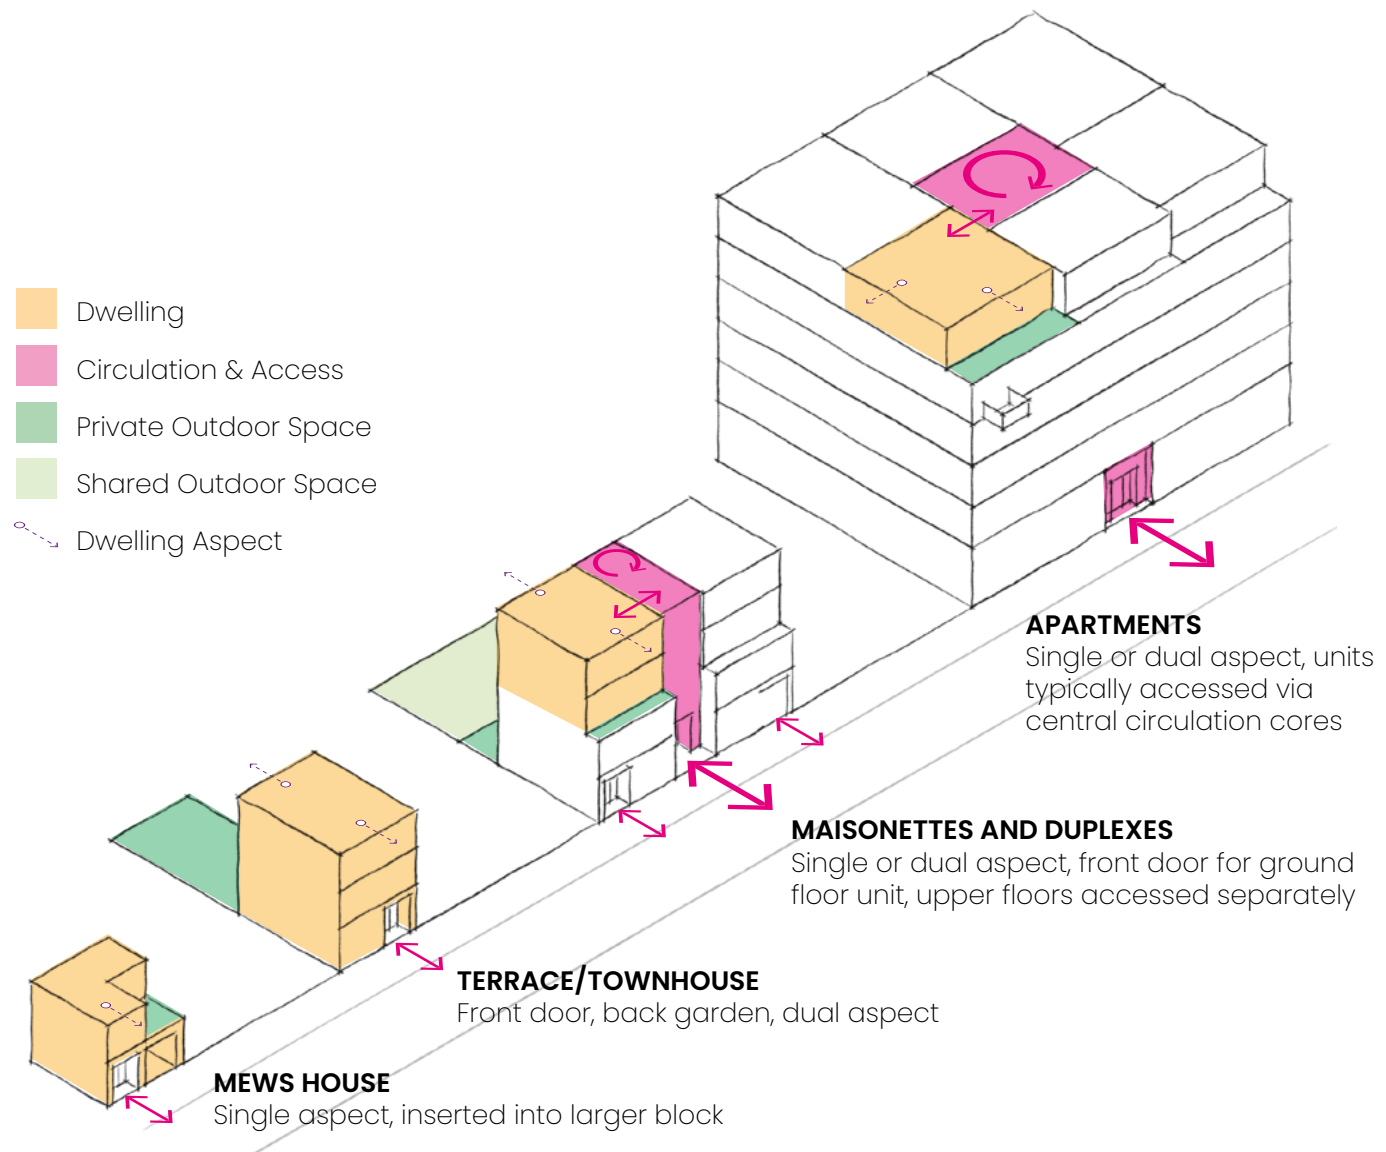 Dwelling
Circulation & Access
Private Outdoor Space
Shared Outdoor Space
Dwelling Aspect
APARTMENTS
Single or dual aspect, units
typically accessed via
central circulation cores
MAISONETTES AND DUPLEXES
Single or dual aspect, front door for ground
floor unit, upper floors accessed separately
TERRACE/TOWNHOUSE
Front door, back garden, dual aspect
MEWS HOUSE
Single aspect, inserted into larger block